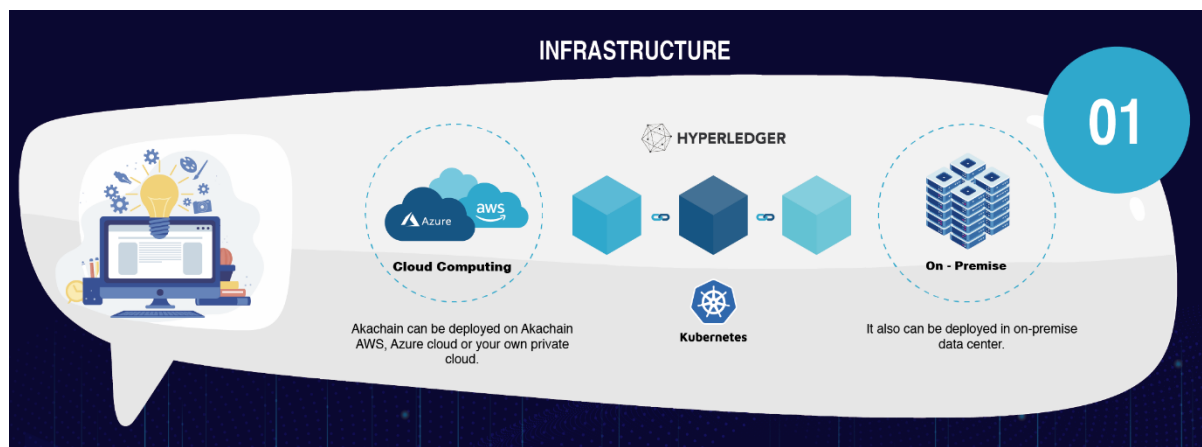 INFRASTRUCTURE
01
HYPERLEDGER
Azure
aws
Cloud Computing
On - Premise
Kubernetes
Akachain can be deployed on Akachain
AWS, Azure cloud or your own private
cloud.
It also can be deployed in on-premise
data center.